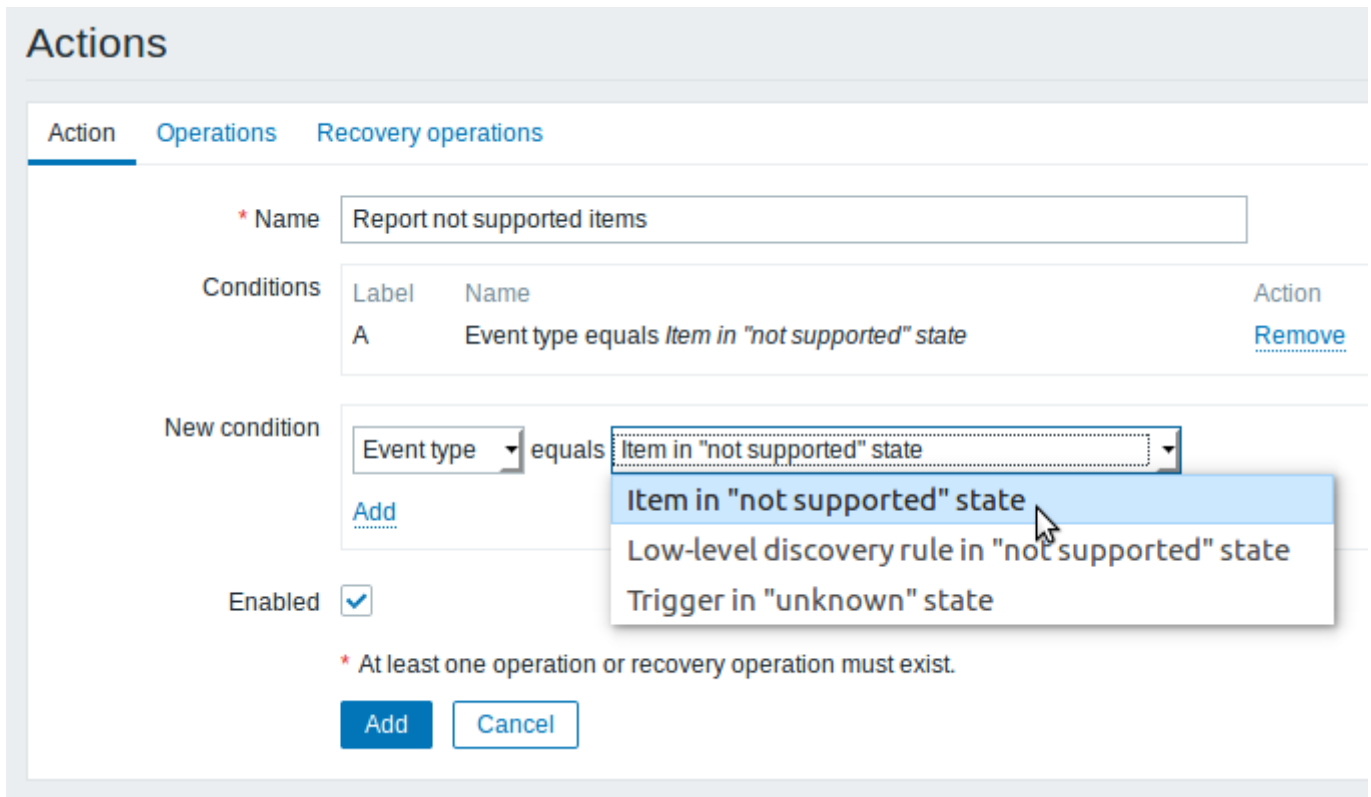 Actions
Action Operations Recovery operations
* Name Report not supported items
Conditions Label Name Action
A Event type equals Item in "not supported" state Remove
New condition Event type equals Item in "not supported" state
Add Item in "not supported" state
Low-level discovery rule in "not supported" state
Enabled Trigger in "unknown" state
* At least one operation or recovery operation must exist.
Add Cancel